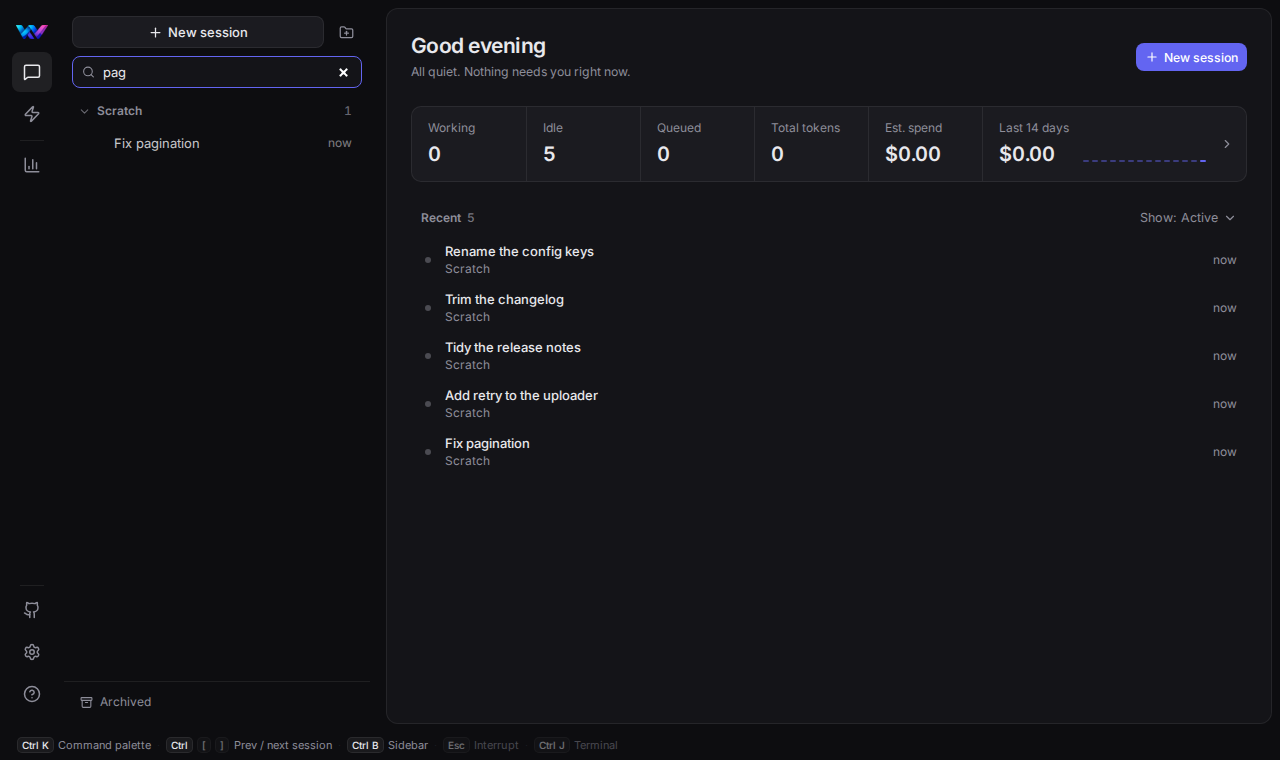 New session
pag
Scratch 1
Fix pagination now
Archived
Good evening
All quiet. Nothing needs you right now.
New session
Working Idle Queued Total tokens Est. spend Last 14 days
0 5 0 0 $0.00 $0.00
Recent 5 Show: Active
Rename the config keys
Scratch now
Trim the changelog
Scratch now
Tidy the release notes
Scratch now
Add retry to the uploader
Scratch now
Fix pagination
Scratch now
Ctrl K Command palette Ctrl [ ] Prev / next session Ctrl B Sidebar Esc Interrupt Ctrl J Terminal